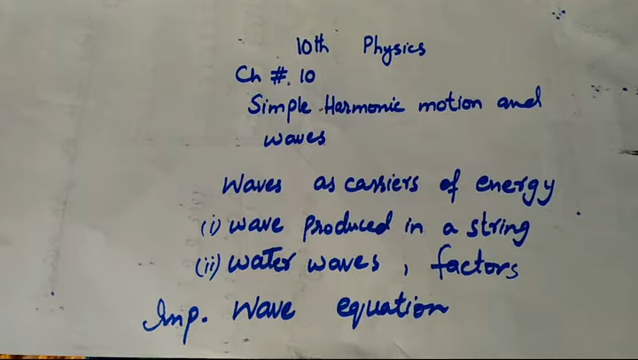 10th Physics
Ch #. 10
Simple Harmonic motion and
waves
Waves as carriers of energy
(i) wave produced in a string
(ii) water waves, factors
Imp. Wave equation